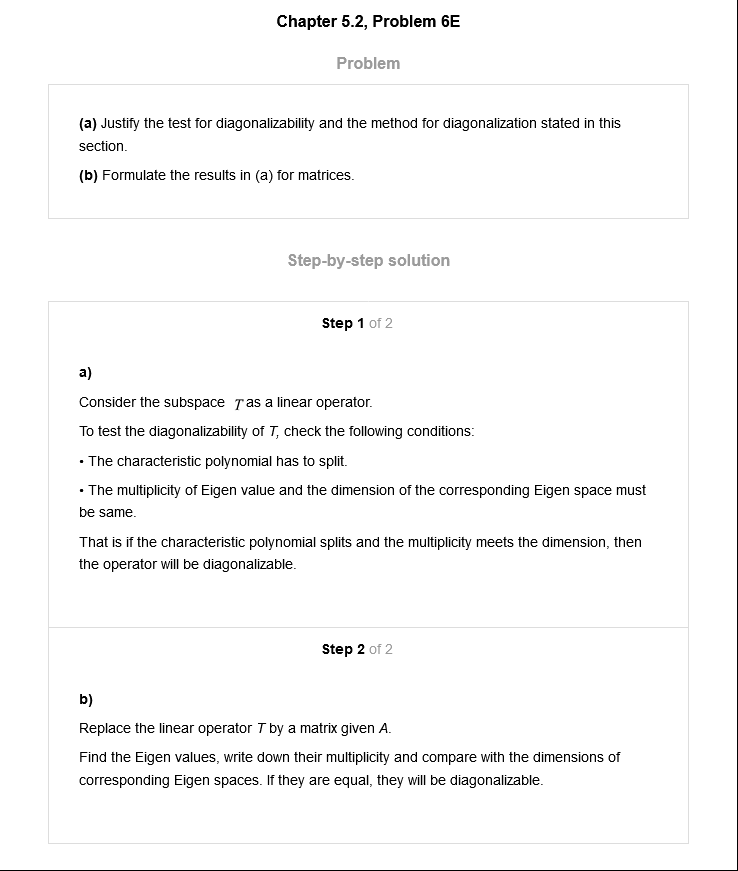 Chapter 5.2, Problem 6E
Problem
(a) Justify the test for diagonalizability and the method for diagonalization stated in this
section.
(b) Formulate the results in (a) for matrices.
Step-by-step solution
Step 1 of 2
a)
Consider the subspace T as a linear operator.
To test the diagonalizability of T, check the following conditions:
• The characteristic polynomial has to split.
• The multiplicity of Eigen value and the dimension of the corresponding Eigen space must
be same.
That is if the characteristic polynomial splits and the multiplicity meets the dimension, then
the operator will be diagonalizable.
Step 2 of 2
b)
Replace the linear operator T by a matrix given A.
Find the Eigen values, write down their multiplicity and compare with the dimensions of
corresponding Eigen spaces. If they are equal, they will be diagonalizable.